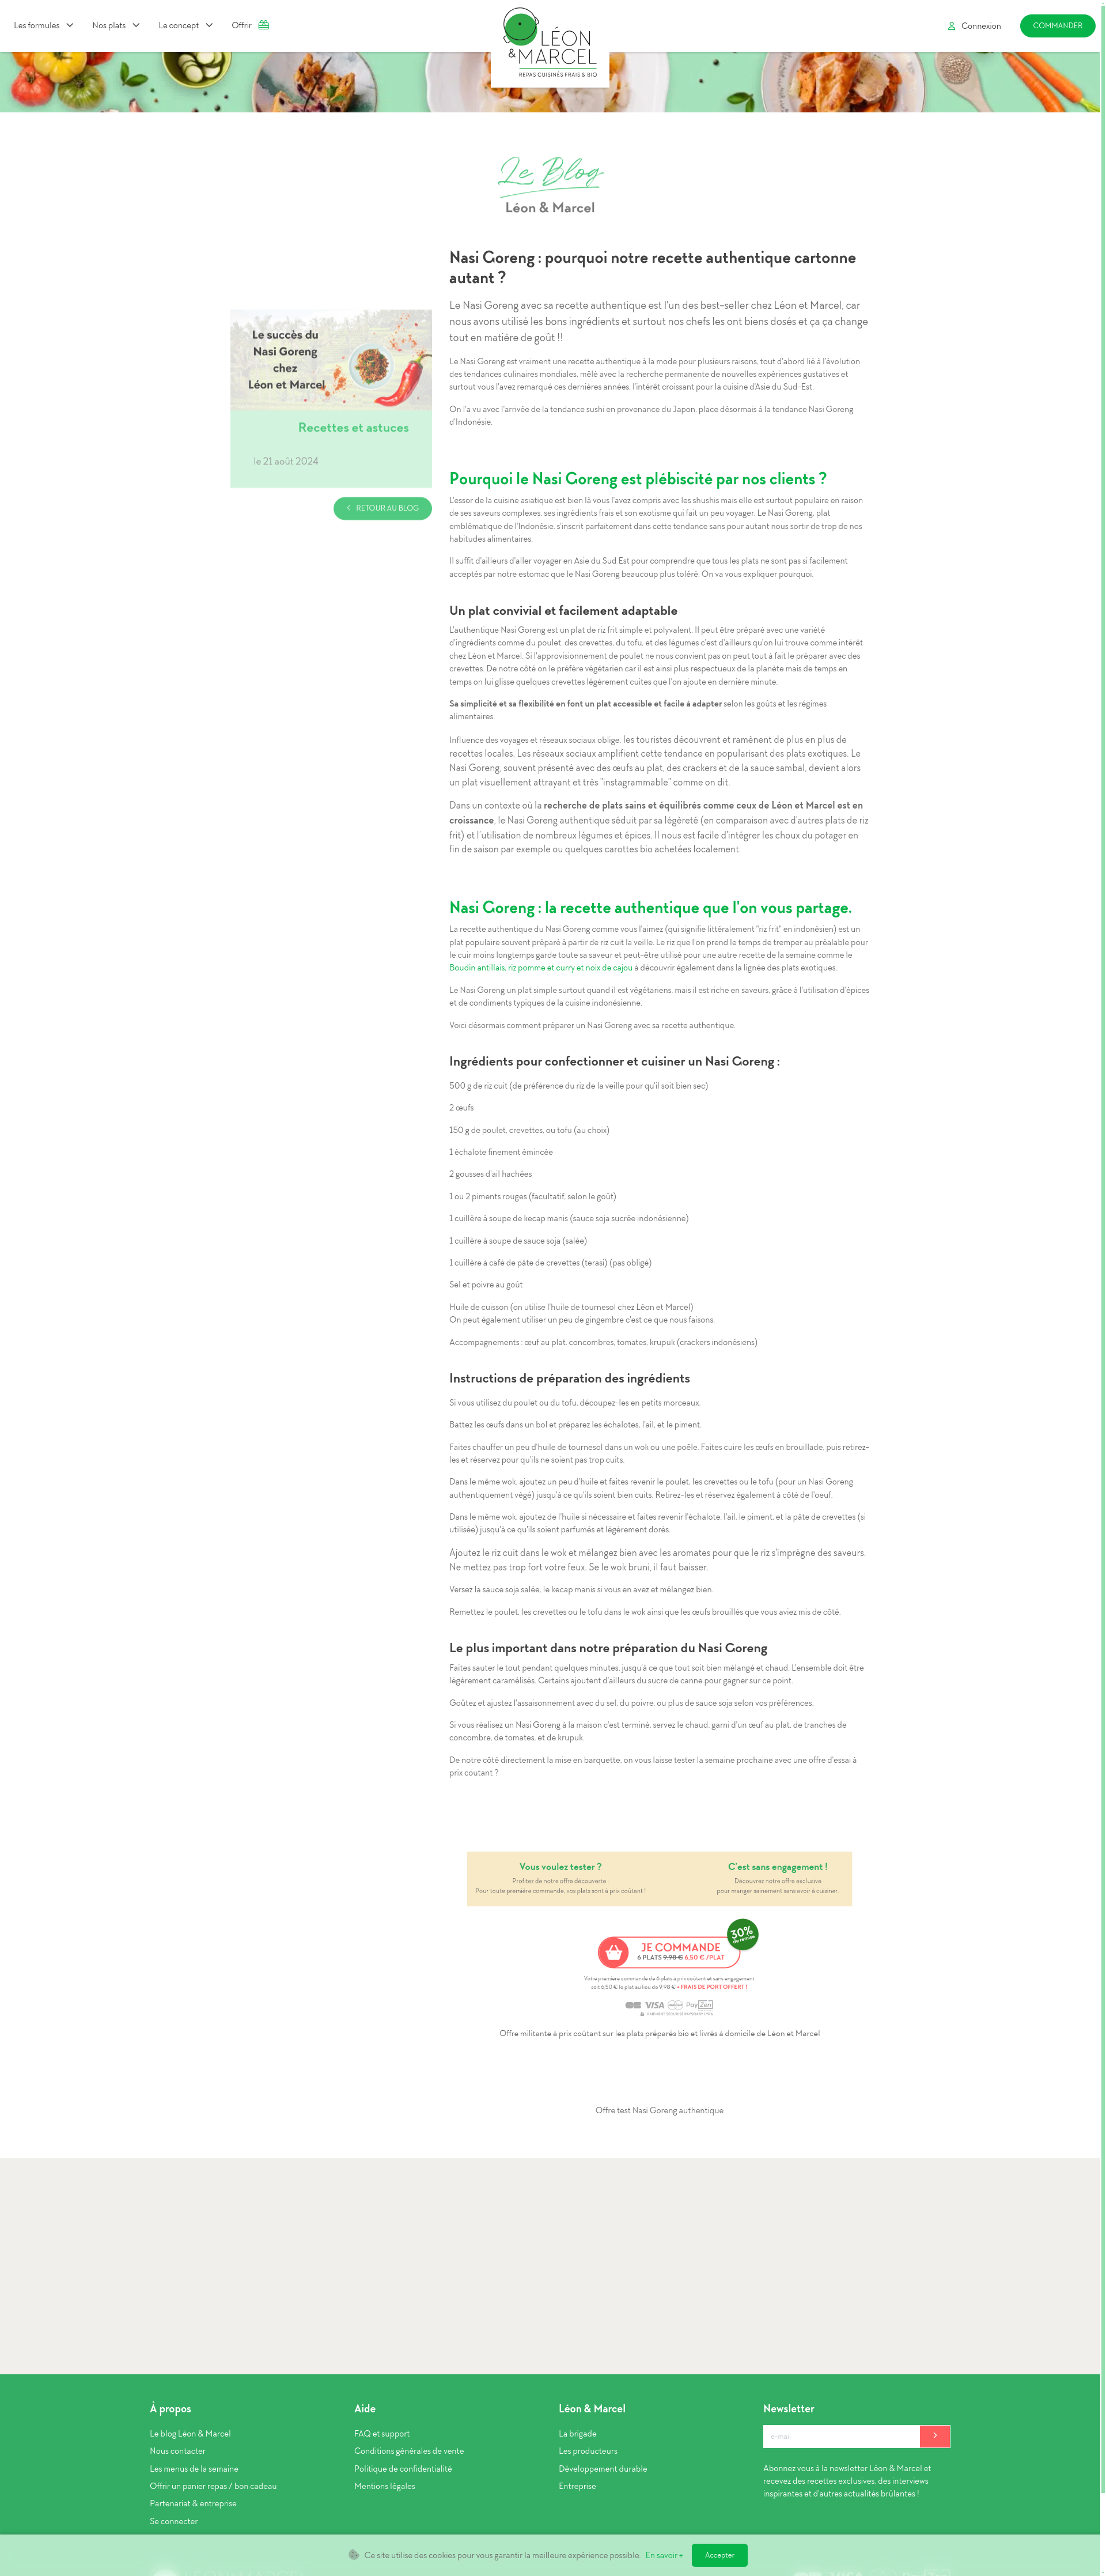 Les formules
Nos plats
Le concept
Offrir
LÉON
& MARCEL
REPAS CUISINÉS FRAIS & BIO
Connexion
COMMANDER
Le Blog
Léon & Marcel
Le succès du
Nasi Goreng
chez
Léon et Marcel
Recettes et astuces
le 21 août 2024
RETOUR AU BLOG
Nasi Goreng : pourquoi notre recette authentique cartonne
autant ?
Le Nasi Goreng avec sa recette authentique est l'un des best-seller chez Léon et Marcel, car
nous avons utilisé les bons ingrédients et surtout nos chefs les ont biens dosés et ça ça change
tout en matière de goût !!
Le Nasi Goreng est vraiment une recette authentique à la mode pour plusieurs raisons, tout d'abord lié à l'évolution
des tendances culinaires mondiales, mêlé avec la recherche permanente de nouvelles expériences gustatives et
surtout vous l'avez remarqué ces dernières années, l'intérêt croissant pour la cuisine d'Asie du Sud-Est.
On l'a vu avec l'arrivée de la tendance sushi en provenance du Japon, place désormais à la tendance Nasi Goreng
d'Indonésie.
Pourquoi le Nasi Goreng est plébiscité par nos clients ?
L'essor de la cuisine asiatique est bien là vous l'avez compris avec les shushis mais elle est surtout populaire en raison
de ses saveurs complexes, ses ingrédients frais et son exotisme qui fait un peu voyager. Le Nasi Goreng, plat
emblématique de l'Indonésie, s'inscrit parfaitement dans cette tendance sans pour autant nous sortir de trop de nos
habitudes alimentaires.
Il suffit d'ailleurs d'aller voyager en Asie du Sud Est pour comprendre que tous les plats ne sont pas si facilement
acceptés par notre estomac que le Nasi Goreng beaucoup plus toléré. On va vous expliquer pourquoi.
Un plat convivial et facilement adaptable
L'authentique Nasi Goreng est un plat de riz frit simple et polyvalent. Il peut être préparé avec une variété
d'ingrédients comme du poulet, des crevettes, du tofu, et des légumes c'est d'ailleurs qu'on lui trouve comme intérêt
chez Léon et Marcel. Si l'approvisionnement de poulet ne nous convient pas on peut tout à fait le préparer avec des
crevettes. De notre côté on le préfère végétarien car il est ainsi plus respectueux de la planète mais de temps en
temps on lui glisse quelques crevettes légèrement cuites que l'on ajoute en dernière minute.
Sa simplicité et sa flexibilité en font un plat accessible et facile à adapter selon les goûts et les régimes
alimentaires.
Influence des voyages et réseaux sociaux oblige, les touristes découvrent et ramènent de plus en plus de
recettes locales. Les réseaux sociaux amplifient cette tendance en popularisant des plats exotiques. Le
Nasi Goreng, souvent présenté avec des œufs au plat, des crackers et de la sauce sambal, devient alors
un plat visuellement attrayant et très "instagrammable" comme on dit.
Dans un contexte où la recherche de plats sains et équilibrés comme ceux de Léon et Marcel est en
croissance, le Nasi Goreng authentique séduit par sa légèreté (en comparaison avec d'autres plats de riz
frit) et l'utilisation de nombreux légumes et épices. Il nous est facile d'intégrer les choux du potager en
fin de saison par exemple ou quelques carottes bio achetées localement.
Nasi Goreng : la recette authentique que l'on vous partage.
La recette authentique du Nasi Goreng comme vous l'aimez (qui signifie littéralement "riz frit" en indonésien) est un
plat populaire souvent préparé à partir de riz cuit la veille. Le riz que l'on prend le temps de tremper au préalable pour
le cuir moins longtemps garde toute sa saveur et peut-être utilisé pour une autre recette de la semaine comme le
Boudin antillais, riz pomme et curry et noix de cajou à découvrir également dans la lignée des plats exotiques.
Le Nasi Goreng un plat simple surtout quand il est végétariens, mais il est riche en saveurs, grâce à l'utilisation d'épices
et de condiments typiques de la cuisine indonésienne.
Voici désormais comment préparer un Nasi Goreng avec sa recette authentique.
Ingrédients pour confectionner et cuisiner un Nasi Goreng :
500 g de riz cuit (de préférence du riz de la veille pour qu'il soit bien sec)
2 œufs
150 g de poulet, crevettes, ou tofu (au choix)
1 échalote finement émincée
2 gousses d'ail hachées
1 ou 2 piments rouges (facultatif, selon le goût)
1 cuillère à soupe de kecap manis (sauce soja sucrée indonésienne)
1 cuillère à soupe de sauce soja (salée)
1 cuillère à café de pâte de crevettes (terasi) (pas obligé)
Sel et poivre au goût
Huile de cuisson (on utilise l'huile de tournesol chez Léon et Marcel)
On peut également utiliser un peu de gingembre c'est ce que nous faisons.
Accompagnements : œuf au plat, concombres, tomates, krupuk (crackers indonésiens)
Instructions de préparation des ingrédients
Si vous utilisez du poulet ou du tofu, découpez-les en petits morceaux.
Battez les œufs dans un bol et préparez les échalotes, l'ail, et le piment.
Faites chauffer un peu d'huile de tournesol dans un wok ou une poêle. Faites cuire les œufs en brouillade, puis retirez-
les et réservez pour qu'ils ne soient pas trop cuits.
Dans le même wok, ajoutez un peu d'huile et faites revenir le poulet, les crevettes ou le tofu (pour un Nasi Goreng
authentiquement végé) jusqu'à ce qu'ils soient bien cuits. Retirez-les et réservez également à côté de l'oeuf.
Dans le même wok, ajoutez de l'huile si nécessaire et faites revenir l'échalote, l'ail, le piment, et la pâte de crevettes (si
utilisée) jusqu'à ce qu'ils soient parfumés et légèrement dorés.
Ajoutez le riz cuit dans le wok et mélangez bien avec les aromates pour que le riz s'imprègne des saveurs.
Ne mettez pas trop fort votre feux. Se le wok bruni, il faut baisser.
Versez la sauce soja salée, le kecap manis si vous en avez et mélangez bien.
Remettez le poulet, les crevettes ou le tofu dans le wok ainsi que les œufs brouillés que vous aviez mis de côté.
Le plus important dans notre préparation du Nasi Goreng
Faites sauter le tout pendant quelques minutes, jusqu'à ce que tout soit bien mélangé et chaud. L'ensemble doit être
légèrement caramélisés. Certains ajoutent d'ailleurs du sucre de canne pour gagner sur ce point.
Goûtez et ajustez l'assaisonnement avec du sel, du poivre, ou plus de sauce soja selon vos préférences.
Si vous réalisez un Nasi Goreng à la maison c'est terminé, servez le chaud, garni d'un œuf au plat, de tranches de
concombre, de tomates, et de krupuk.
De notre côté directement la mise en barquette, on vous laisse tester la semaine prochaine avec une offre d'essai à
prix coutant ?
Vous voulez tester ?
Profitez de notre offre découverte :
Pour toute première commande, vos plats sont à prix coûtant !
C'est sans engagement !
Découvrez notre offre exclusive
pour manger sainement sans avoir à cuisiner.
30%
de remise
JE COMMANDE
6 PLATS 9,98 € 6,50 € /PLAT
Votre première commande de 6 plats à prix coûtant et sans engagement
soit 6,50 € le plat au lieu de 9.98 € + FRAIS DE PORT OFFERT !
VISA
PayZen
Offre militante à prix coûtant sur les plats préparés bio et livrés à domicile de Léon et Marcel
Offre test Nasi Goreng authentique
À propos
Le blog Léon & Marcel
Nous contacter
Les menus de la semaine
Offrir un panier repas / bon cadeau
Partenariat & entreprise
Se connecter
Aide
FAQ et support
Conditions générales de vente
Politique de confidentialité
Mentions légales
Léon & Marcel
La brigade
Les producteurs
Développement durable
Entreprise
Newsletter
e-mail
Abonnez vous à la newsletter Léon & Marcel et
recevez des recettes exclusives, des interviews
inspirantes et d'autres actualités brûlantes !
Ce site utilise des cookies pour vous garantir la meilleure expérience possible. En savoir +
Accepter